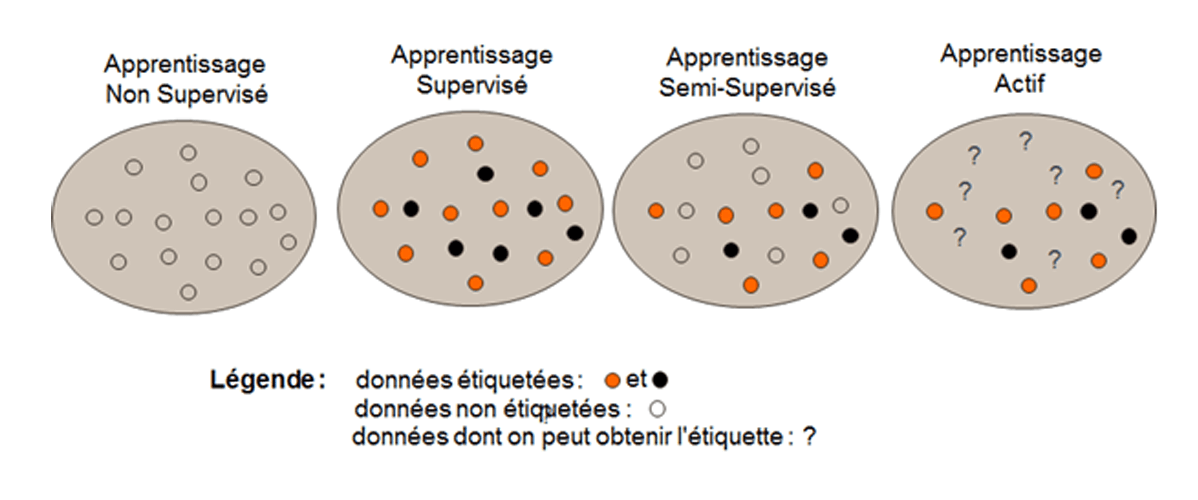 Apprentissage
Non Supervisé
Apprentissage
Supervisé
Apprentissage
Semi-Supervisé
Apprentissage
Actif
? ? ? ? ? ? ?
Légende : données étiquetées : et
données non étiquetées :
données dont on peut obtenir l'étiquette : ?